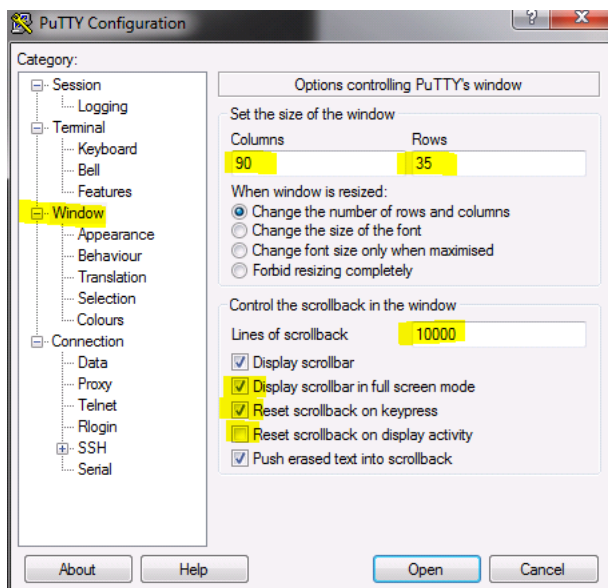 PuTTY Configuration
Category:
Session
Logging
Terminal
Keyboard
Bell
Features
Window
Appearance
Behaviour
Translation
Selection
Colours
Connection
Data
Proxy
Telnet
Rlogin
SSH
Serial
Options controlling PuTTY's window
Set the size of the window
Columns Rows
90 35
When window is resized:
Change the number of rows and columns
Change the size of the font
Change font size only when maximised
Forbid resizing completely
Control the scrollback in the window
Lines of scrollback 10000
Display scrollbar
Display scrollbar in full screen mode
Reset scrollback on keypress
Reset scrollback on display activity
Push erased text into scrollback
About Help Open Cancel